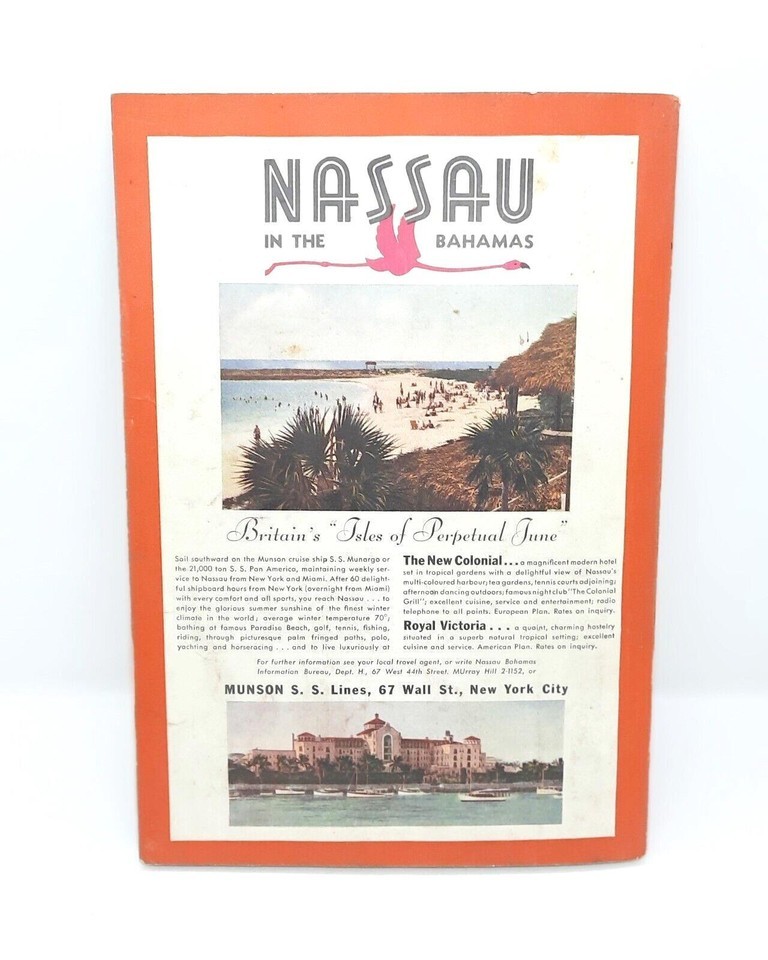 NASSAU
IN THE BAHAMAS
Britain's "Isles of Perpetual June"
Sail southward on the Munson cruise ship S. S. Munargo or
the 21,000 ton S. S. Pan America, maintaining weekly ser-
vice to Nassau from New York and Miami. After 60 delight-
ful shipboard hours from New York (overnight from Miami)
with every comfort and all sports, you reach Nassau . . . to
enjoy the glorious summer sunshine of the finest winter
climate in the world; average winter temperature 70°;
bathing at famous Paradise Beach, golf, tennis, fishing,
riding, through picturesque palm fringed paths, polo,
yachting and horseracing . . . and to live luxuriously at
The New Colonial... a magnificent modern hotel
set in tropical gardens with a delightful view of Nassau's
multi-coloured harbour; tea gardens, tennis courts adjoining;
afternoon dancing outdoors; famous night club "The Colonial
Grill"; excellent cuisine, service and entertainment; radio
telephone to all points. European Plan. Rates on inquiry.
Royal Victoria . . . a quaint, charming hostelry
situated in a superb natural tropical setting; excellent
cuisine and service. American Plan. Rates on inquiry.
For further information see your local travel agent, or write Nassau Bahamas
Information Bureau, Dept. H, 67 West 44th Street. MUrray Hill 2-1152, or
MUNSON S. S. Lines, 67 Wall St., New York City